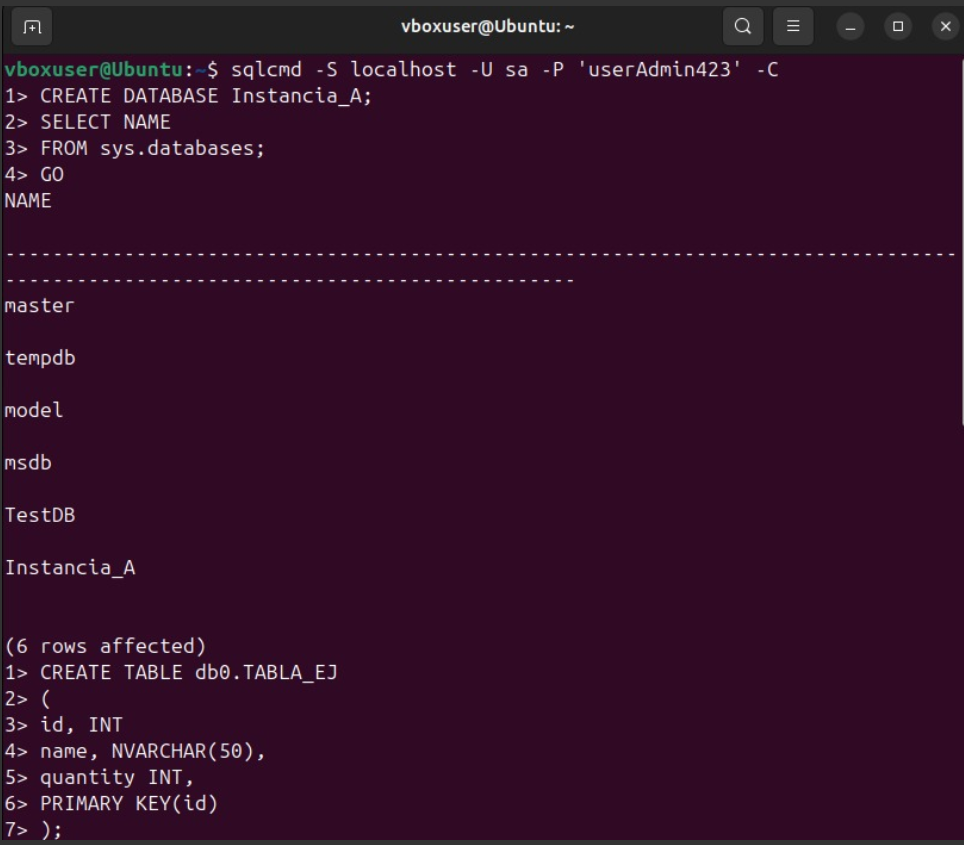 vboxuser@Ubuntu: ~
vboxuser@Ubuntu:~$ sqlcmd -S localhost -U sa -P 'userAdmin423' -C
1> CREATE DATABASE Instancia_A;
2> SELECT NAME
3> FROM sys.databases;
4> GO
NAME
--------------------------------------------------------------------------------
------------------------------------------------
master
tempdb
model
msdb
TestDB
Instancia_A
(6 rows affected)
1> CREATE TABLE db0.TABLA_EJ
2> (
3> id, INT
4> name, NVARCHAR(50),
5> quantity INT,
6> PRIMARY KEY(id)
7> );